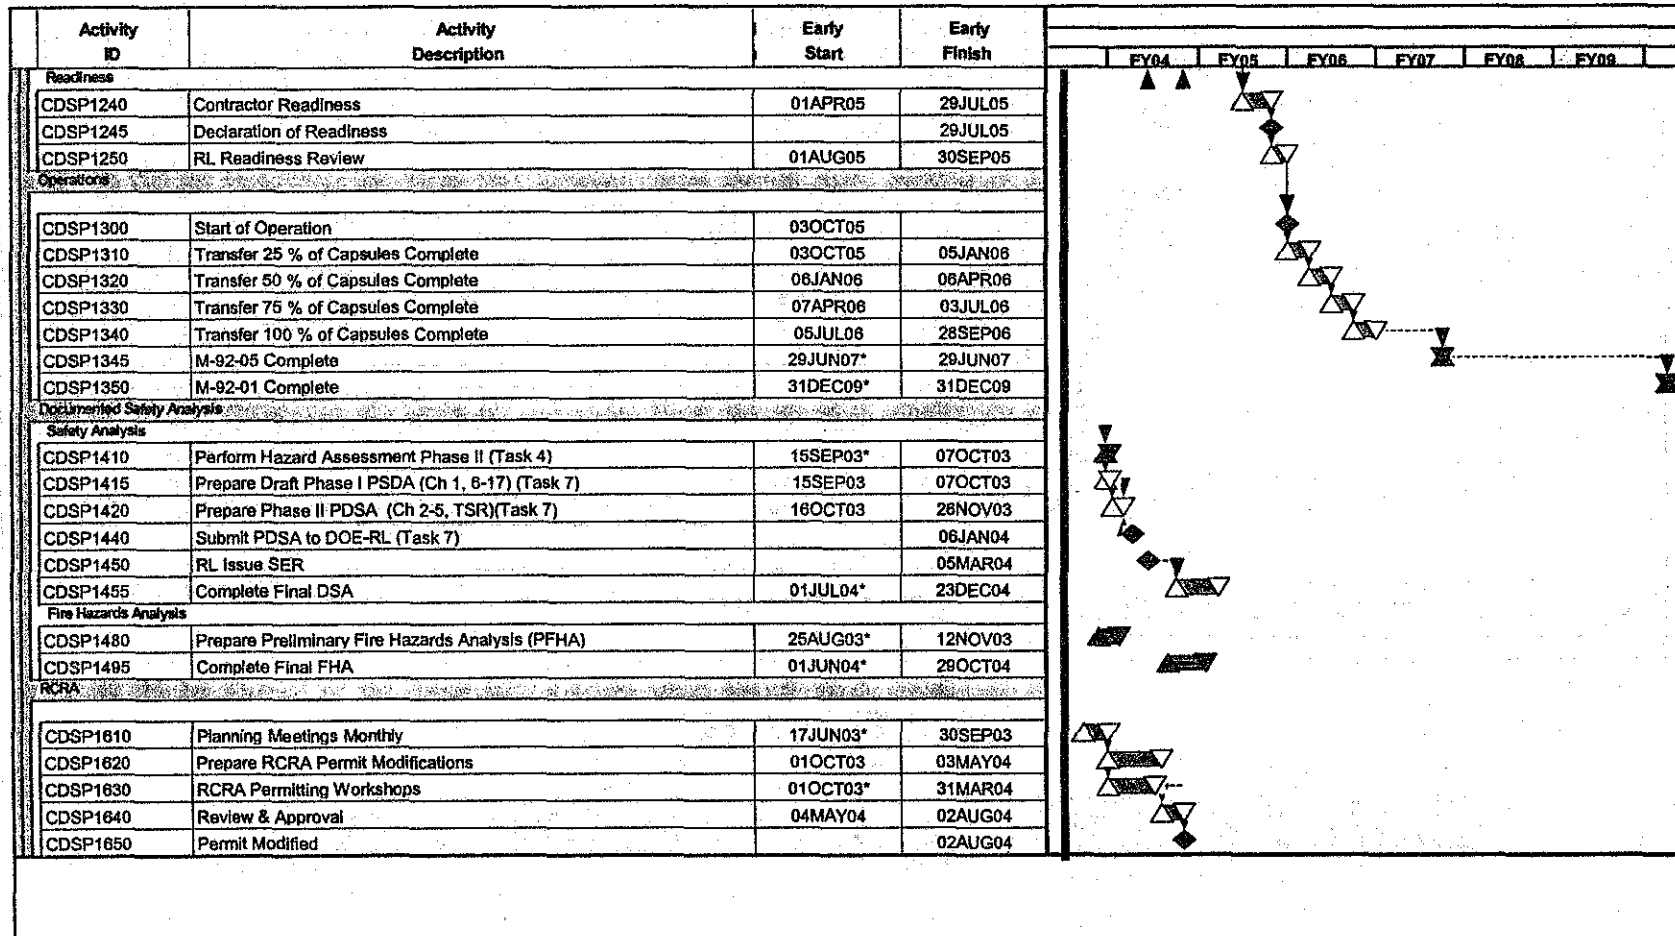 Activity ID Activity Description Early Start Early Finish
FY04 FY05 FY06 FY07 FY08 FY09
Readiness
CDSP1240 Contractor Readiness 01APR05 29JUL05
CDSP1245 Declaration of Readiness 29JUL05
CDSP1250 RL Readiness Review 01AUG05 30SEP05
Operations
CDSP1300 Start of Operation 03OCT05
CDSP1310 Transfer 25 % of Capsules Complete 03OCT05 05JAN06
CDSP1320 Transfer 50 % of Capsules Complete 06JAN06 06APR06
CDSP1330 Transfer 75 % of Capsules Complete 07APR06 03JUL06
CDSP1340 Transfer 100 % of Capsules Complete 05JUL06 28SEP06
CDSP1345 M-92-05 Complete 29JUN07* 29JUN07
CDSP1350 M-92-01 Complete 31DEC09* 31DEC09
Documented Safety Analysis
Safety Analysis
CDSP1410 Perform Hazard Assessment Phase II (Task 4) 15SEP03* 07OCT03
CDSP1415 Prepare Draft Phase I PSDA (Ch 1, 6-17) (Task 7) 15SEP03 07OCT03
CDSP1420 Prepare Phase II PDSA (Ch 2-5, TSR)(Task 7) 16OCT03 26NOV03
CDSP1440 Submit PDSA to DOE-RL (Task 7) 06JAN04
CDSP1450 RL Issue SER 05MAR04
CDSP1455 Complete Final DSA 01JUL04* 23DEC04
Fire Hazards Analysis
CDSP1480 Prepare Preliminary Fire Hazards Analysis (PFHA) 25AUG03* 12NOV03
CDSP1495 Complete Final FHA 01JUN04* 29OCT04
RCRA
CDSP1610 Planning Meetings Monthly 17JUN03* 30SEP03
CDSP1620 Prepare RCRA Permit Modifications 01OCT03 03MAY04
CDSP1630 RCRA Permitting Workshops 01OCT03* 31MAR04
CDSP1640 Review & Approval 04MAY04 02AUG04
CDSP1650 Permit Modified 02AUG04